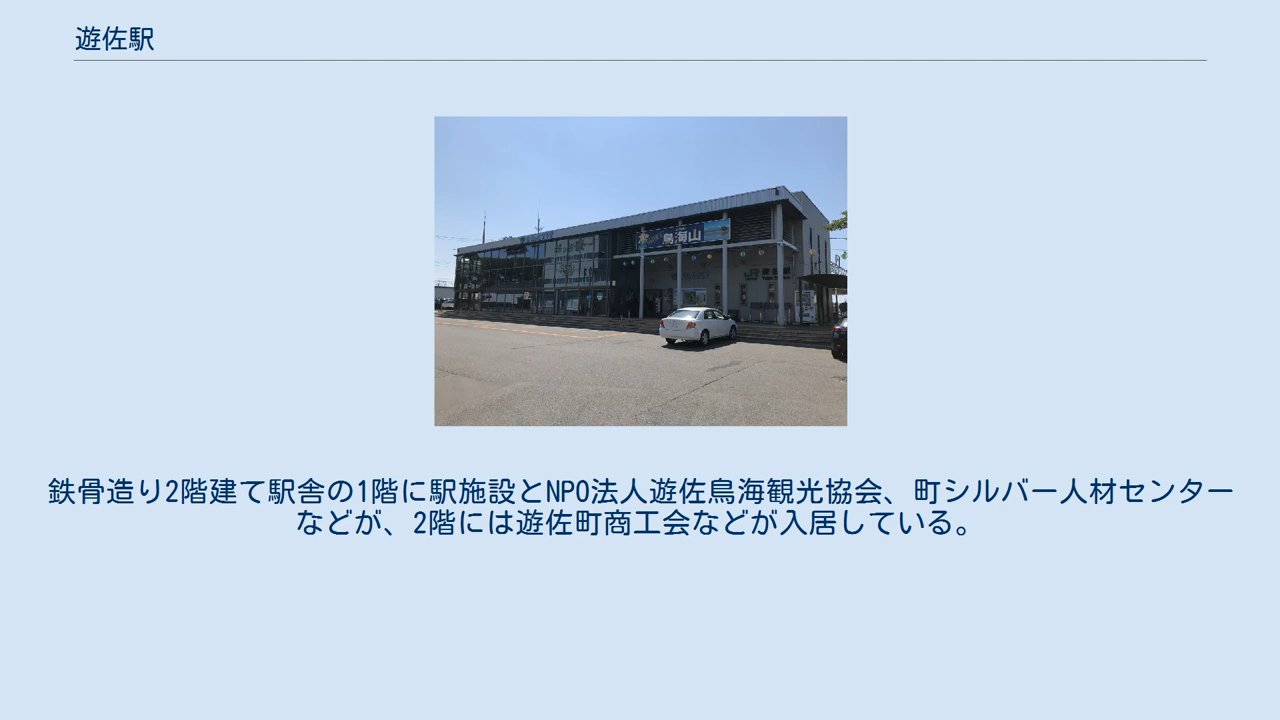 遊佐駅
鳥海山
鉄骨造り2階建て駅舎の1階に駅施設とNPO法人遊佐鳥海観光協会、町シルバー人材センター
などが、2階には遊佐町商工会などが入居している。